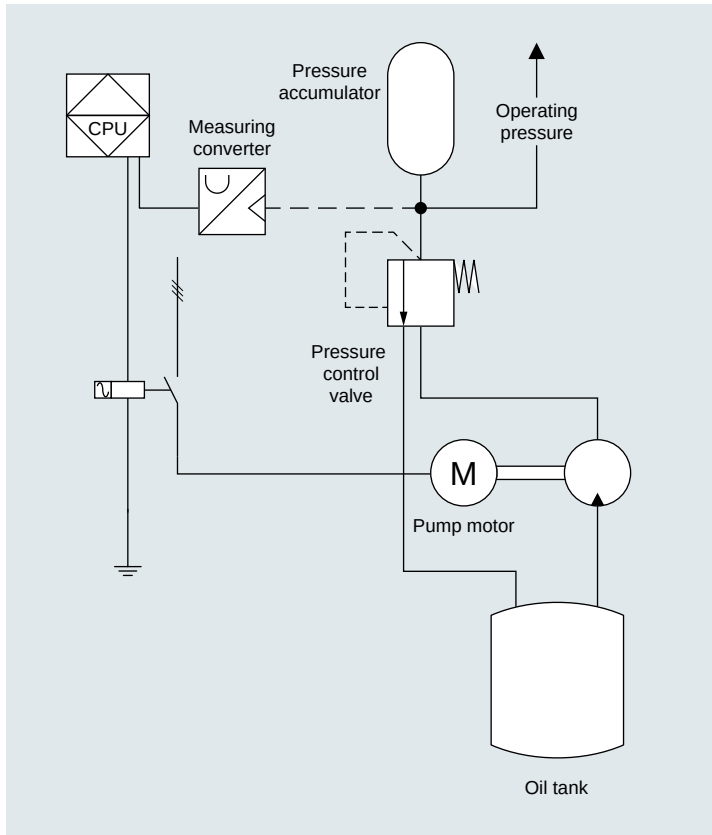 Pressure
accumulator
Operating
pressure
CPU
Measuring
converter
Pressure
control
valve
M
Pump motor
Oil tank